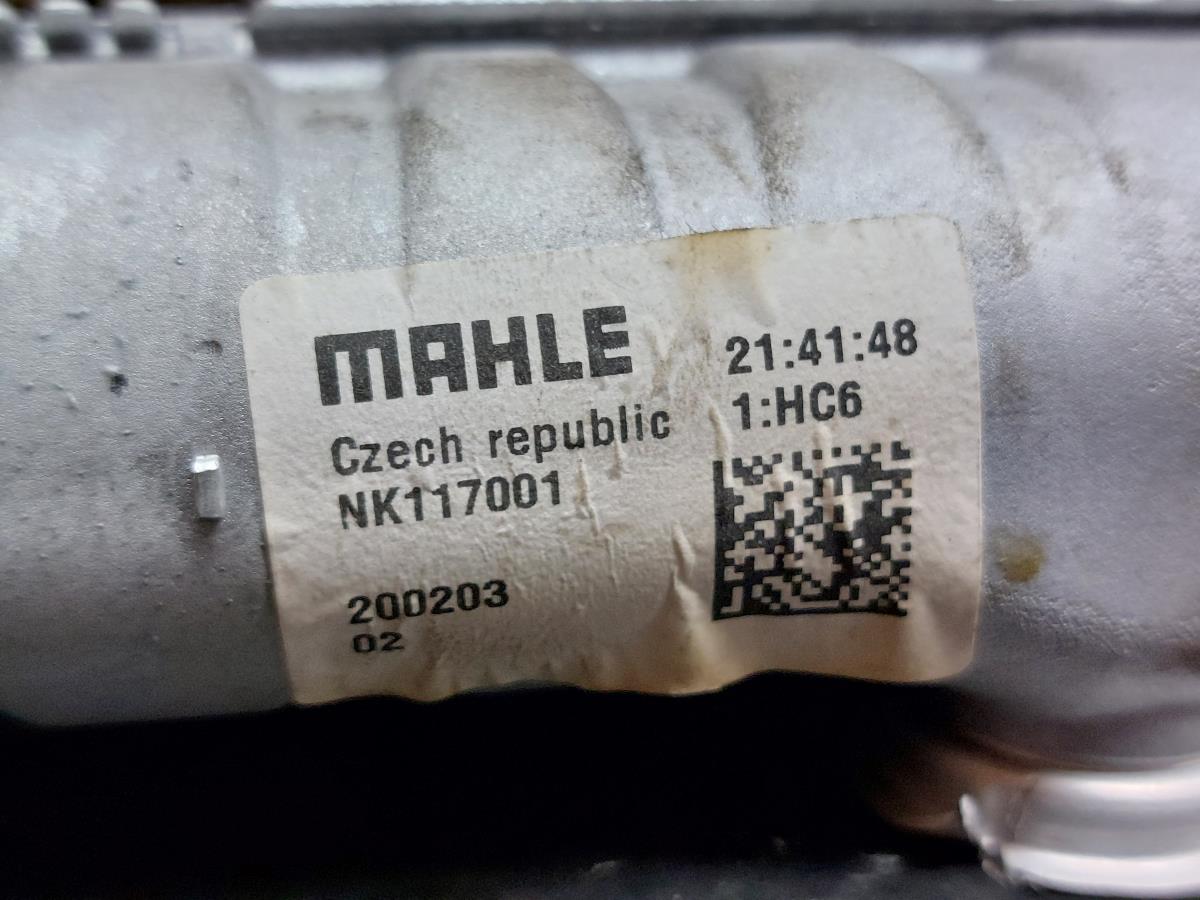 MAHLE
Czech republic
NK117001
200203
02
21:41:48
1:HC6